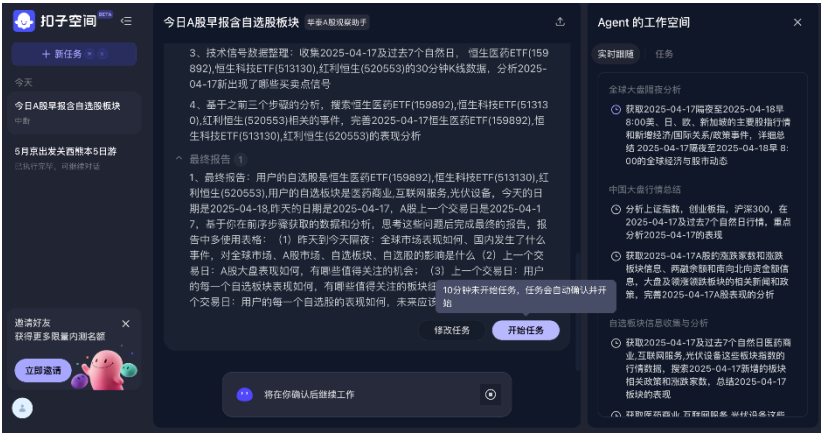 扣子空间 BETA
+ 新任务
今天
今日A股早报含自选股板块
中断
5月京出发关西熊本5日游
已执行完毕，可继续对话
邀请好友
获得更多限量内测名额
立即邀请
今日A股早报含自选股板块 华泰A股观察助手
3、技术信号数据整理：收集2025-04-17及过去7个自然日， 恒生医药ETF(159
892),恒生科技ETF(513130),红利恒生(520553)的30分钟K线数据，分析2025-
04-17新出现了哪些买卖点信号
4、基于之前三个步骤的分析，搜索恒生医药ETF(159892),恒生科技ETF(51313
0),红利恒生(520553)相关的事件，完善2025-04-17恒生医药ETF(159892),恒
生科技ETF(513130),红利恒生(520553)的表现分析
最终报告 1
1、最终报告：用户的自选股是恒生医药ETF(159892),恒生科技ETF(513130),红
利恒生(520553),用户的自选板块是医药商业,互联网服务,光伏设备，今天的日
期是2025-04-18,昨天的日期是2025-04-17，A股上一个交易日是2025-04-1
7，基于你在前序步骤获取的数据和分析，思考这些问题后完成最终的报告，报
告中多使用表格：（1）昨天到今天隔夜：全球市场表现如何、国内发生了什么
事件，对全球市场、A股市场、自选板块、自选股的影响是什么（2）上一个交
易日：A股大盘表现如何，有哪些值得关注的机会；（3）上一个交易日：用户
的每一个自选板块表现如何，有哪些值得关注的板块
个交易日：用户的每一个自选股的表现如何，未来应该
10分钟未开始任务，任务会自动确认并开
始
修改任务
开始任务
将在你确认后继续工作
Agent 的工作空间
实时跟随
任务
全球大盘隔夜分析
获取2025-04-17隔夜至2025-04-18早
8:00美、日、欧、新加坡的主要股指行情
和新增经济/国际关系/政策事件，详细总
结 2025-04-17隔夜至2025-04-18早 8:
00的全球经济与股市动态
中国大盘行情总结
分析上证指数，创业板指，沪深300，在
2025-04-17及过去7个自然日行情，重点
分析2025-04-17的表现
获取2025-04-17A股的涨跌家数和涨跌
板块信息、两融余额和南向北向资金额信
息、大盘及领涨领跌板块的相关新闻和政
策，完善2025-04-17A股表现的分析
自选板块信息收集与分析
获取2025-04-17及过去7个自然日医药商
业,互联网服务,光伏设备这些板块指数的
行情数据，搜索2025-04-17新增的板块
相关政策和涨跌家数，总结2025-04-17
板块的表现
获取医药商业,互联网服务,光伏设备这些